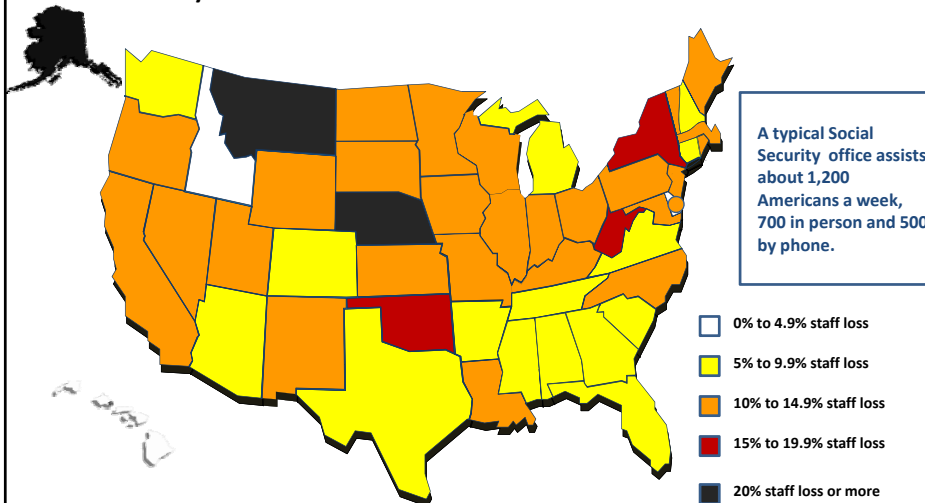 A typical Social
Security office assists
about 1,200
Americans a week,
700 in person and 500
by phone.
0% to 4.9% staff loss
5% to 9.9% staff loss
10% to 14.9% staff loss
15% to 19.9% staff loss
20% staff loss or more